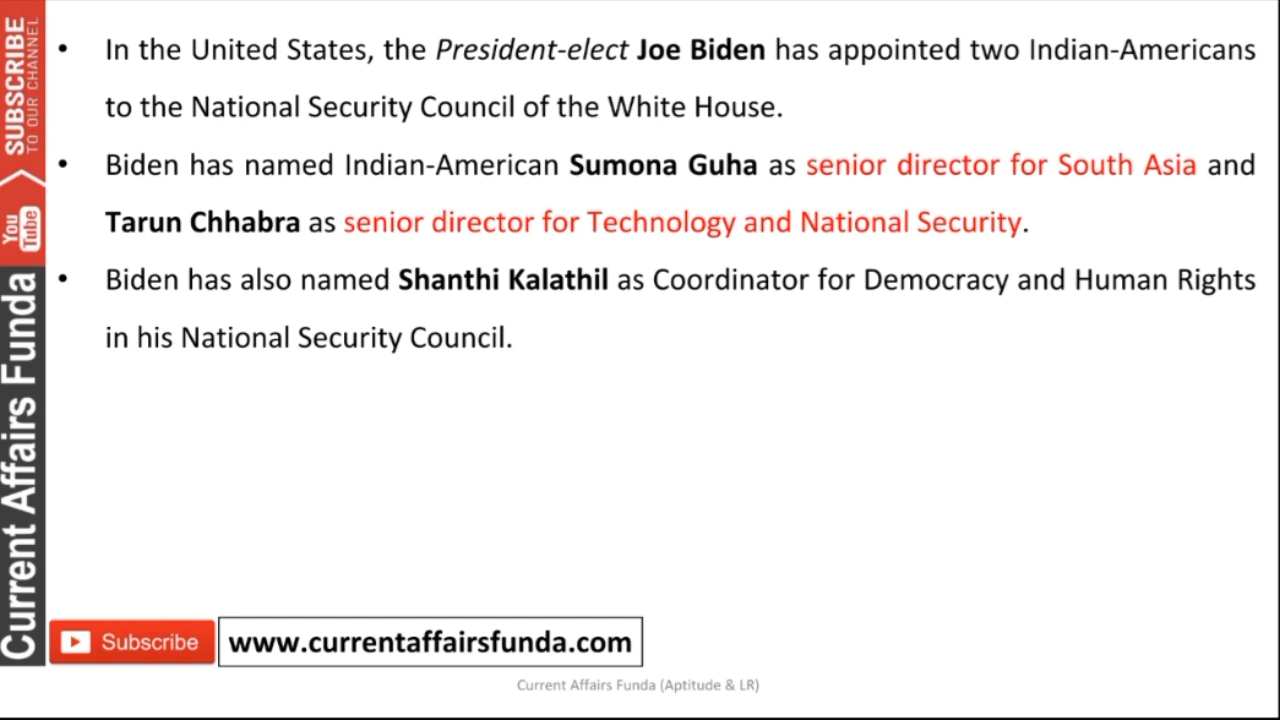 SUBSCRIBE
TO OUR CHANNEL
You
Tube
Current Affairs Funda
• In the United States, the President-elect Joe Biden has appointed two Indian-Americans
to the National Security Council of the White House.
• Biden has named Indian-American Sumona Guha as senior director for South Asia and
Tarun Chhabra as senior director for Technology and National Security.
• Biden has also named Shanthi Kalathil as Coordinator for Democracy and Human Rights
in his National Security Council.
Subscribe
www.currentaffairsfunda.com
Current Affairs Funda (Aptitude & LR)